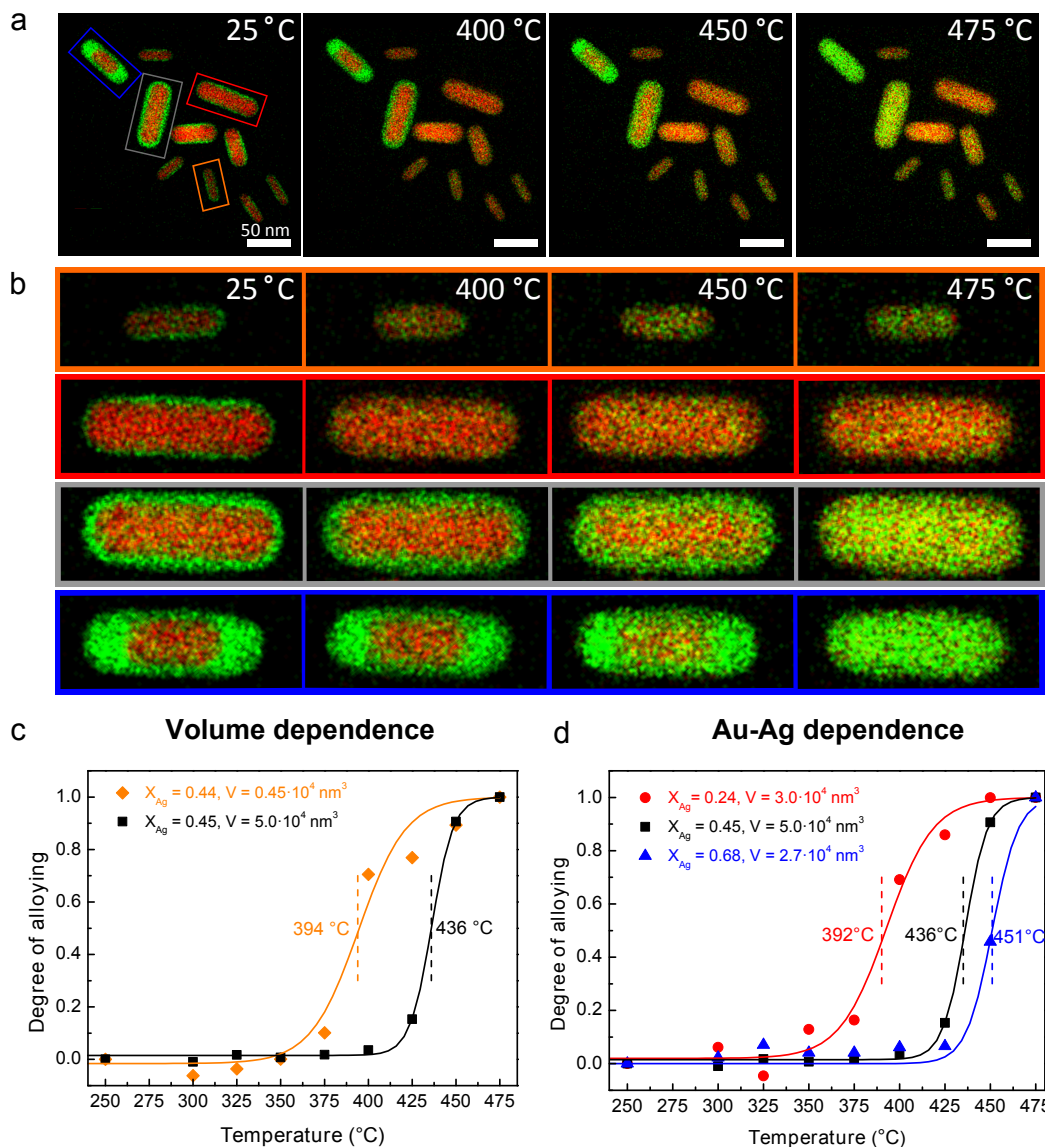 a
25 °C
400 °C
450 °C
475 °C
50 nm
b
25 °C
400 °C
450 °C
475 °C
c
Volume dependence
X_Ag = 0.44, V = 0.45·10^4 nm^3
X_Ag = 0.45, V = 5.0·10^4 nm^3
394 °C
436 °C
1.0
0.8
0.6
0.4
0.2
0.0
Degree of alloying
250 275 300 325 350 375 400 425 450 475
Temperature (°C)
d
Au-Ag dependence
X_Ag = 0.24, V = 3.0·10^4 nm^3
X_Ag = 0.45, V = 5.0·10^4 nm^3
X_Ag = 0.68, V = 2.7·10^4 nm^3
392°C
436°C
451°C
1.0
0.8
0.6
0.4
0.2
0.0
Degree of alloying
250 275 300 325 350 375 400 425 450 475
Temperature (°C)